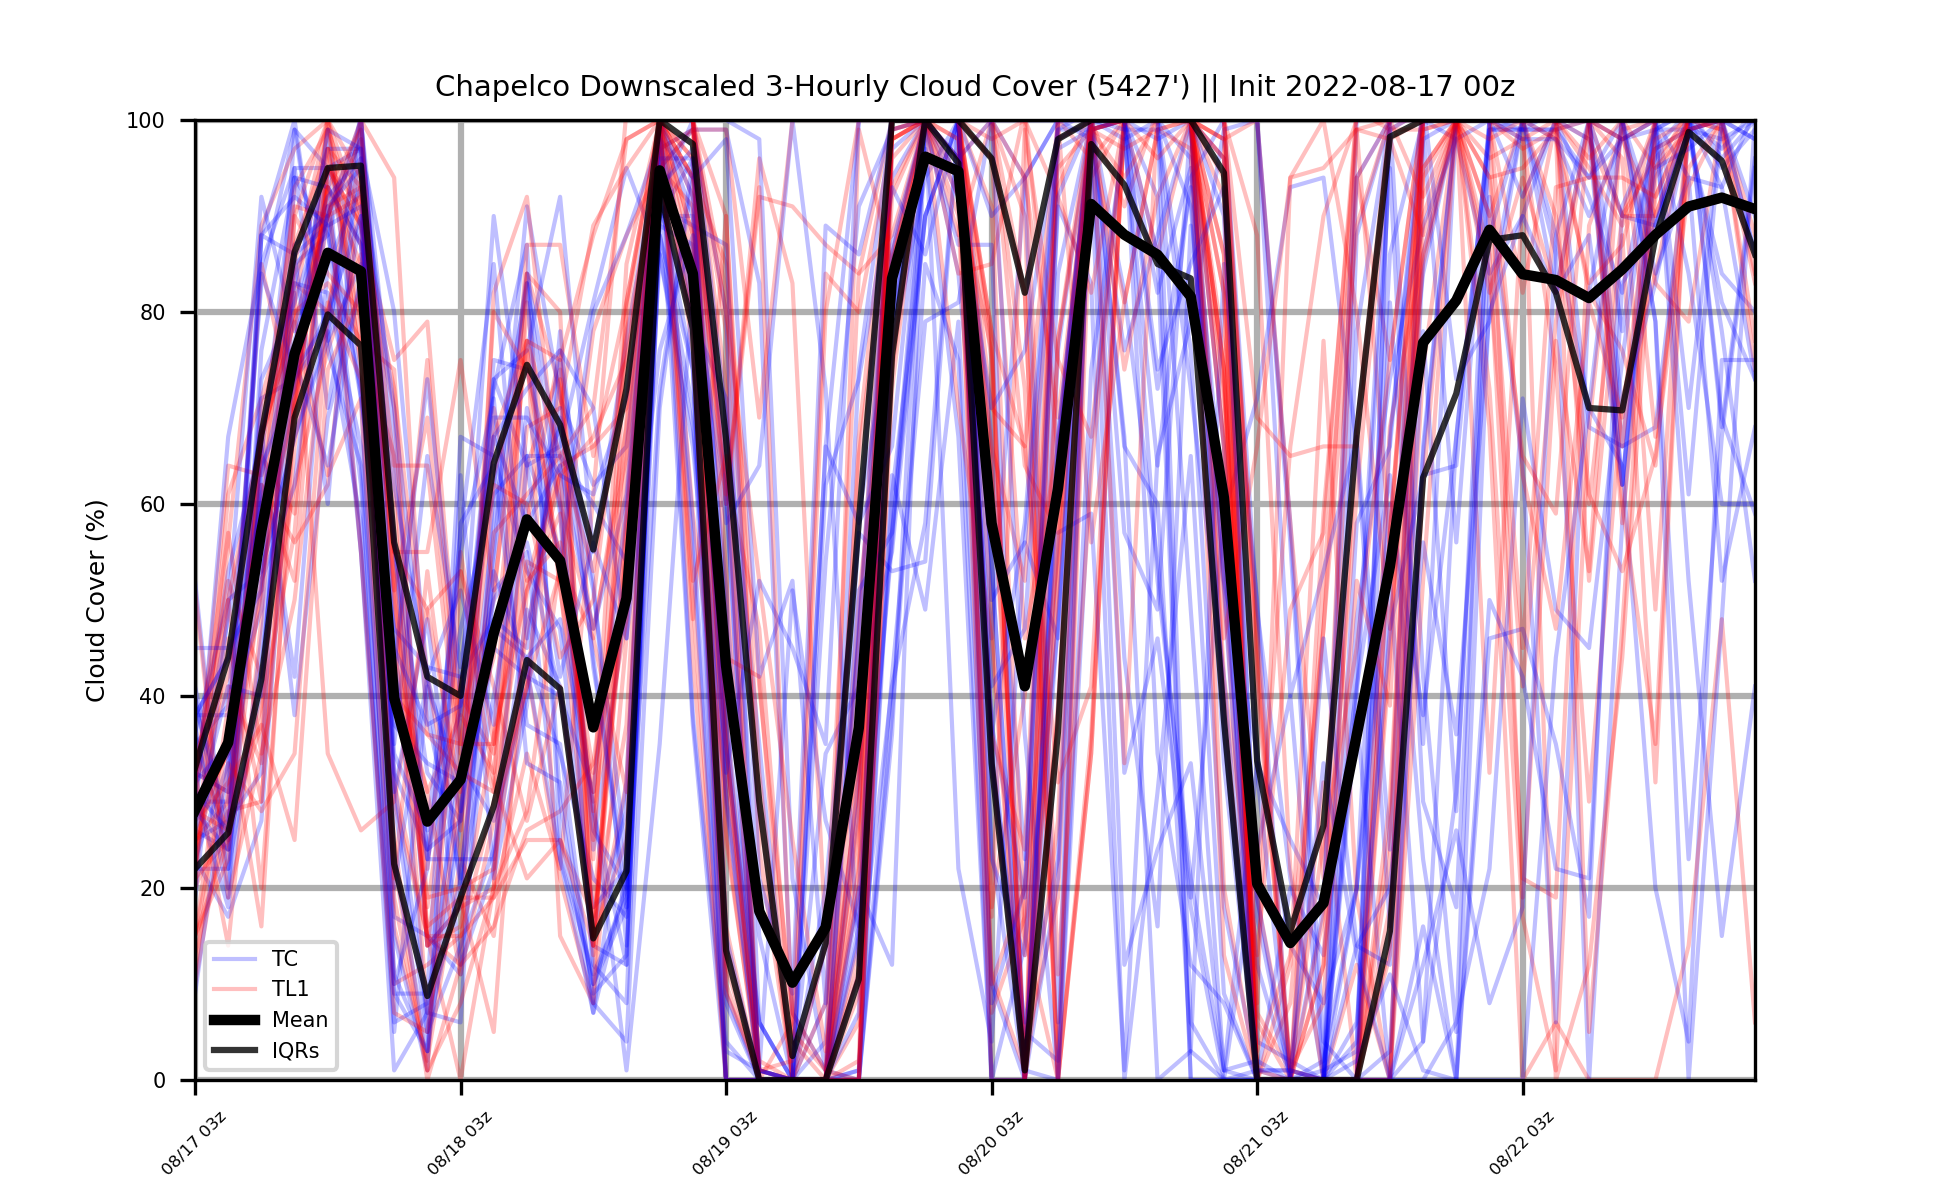 Chapelco Downscaled 3-Hourly Cloud Cover (5427') || Init 2022-08-17 00z
Cloud Cover (%)
100
80
60
40
20
0
TC
TL1
Mean
IQRs
08/17 03z
08/18 03z
08/19 03z
08/20 03z
08/21 03z
08/22 03z